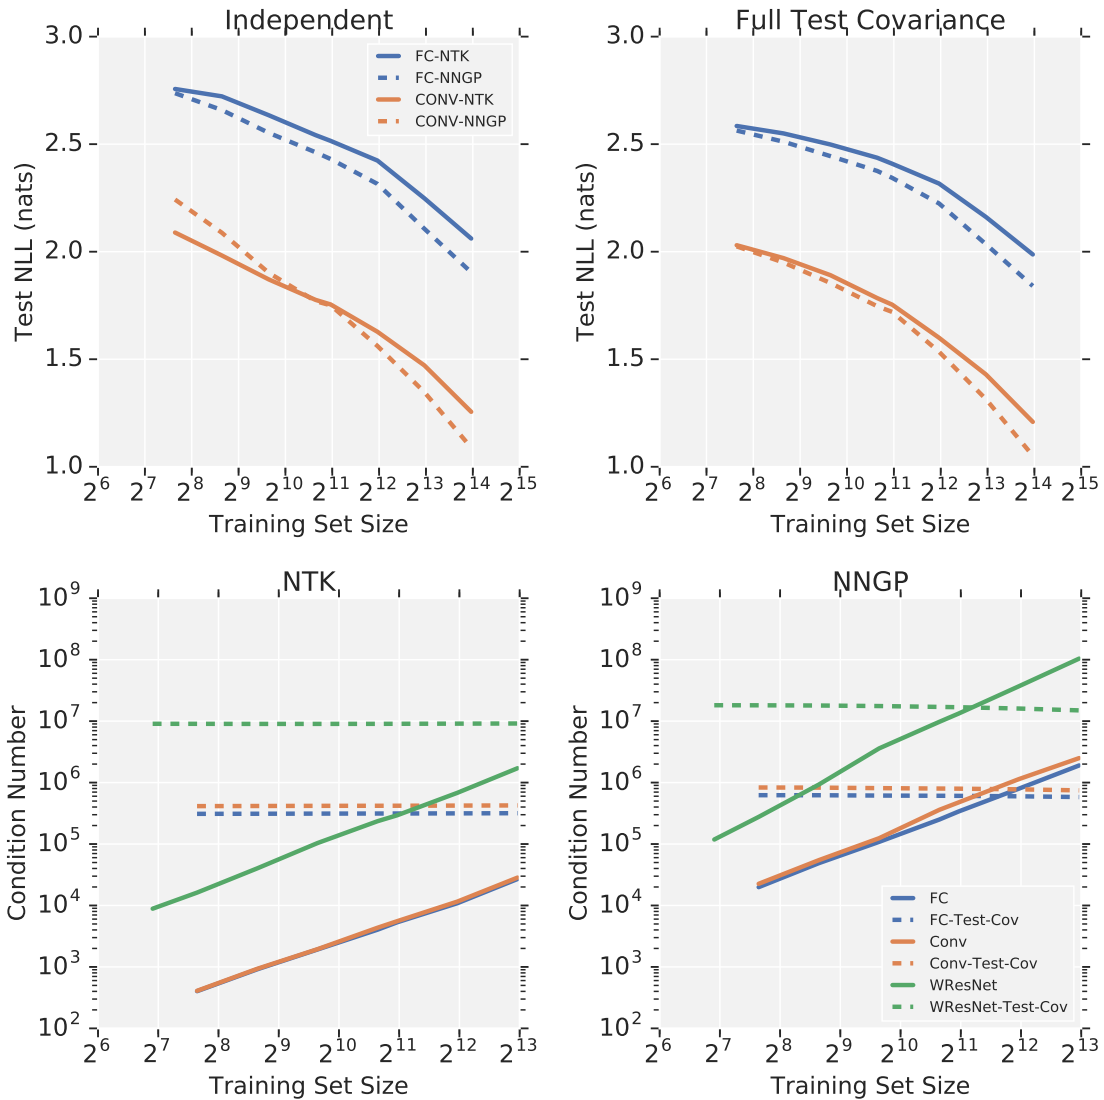 Independent
3.0
2.5
2.0
1.5
1.0
Test NLL (nats)
FC-NTK
FC-NNGP
CONV-NTK
CONV-NNGP
2^6 2^7 2^8 2^9 2^10 2^11 2^12 2^13 2^14 2^15
Training Set Size
Full Test Covariance
3.0
2.5
2.0
1.5
1.0
Test NLL (nats)
2^6 2^7 2^8 2^9 2^10 2^11 2^12 2^13 2^14 2^15
Training Set Size
NTK
10^9
10^8
10^7
10^6
10^5
10^4
10^3
10^2
Condition Number
2^6 2^7 2^8 2^9 2^10 2^11 2^12 2^13
Training Set Size
NNGP
10^9
10^8
10^7
10^6
10^5
10^4
10^3
10^2
Condition Number
FC
FC-Test-Cov
Conv
Conv-Test-Cov
WResNet
WResNet-Test-Cov
2^6 2^7 2^8 2^9 2^10 2^11 2^12 2^13
Training Set Size